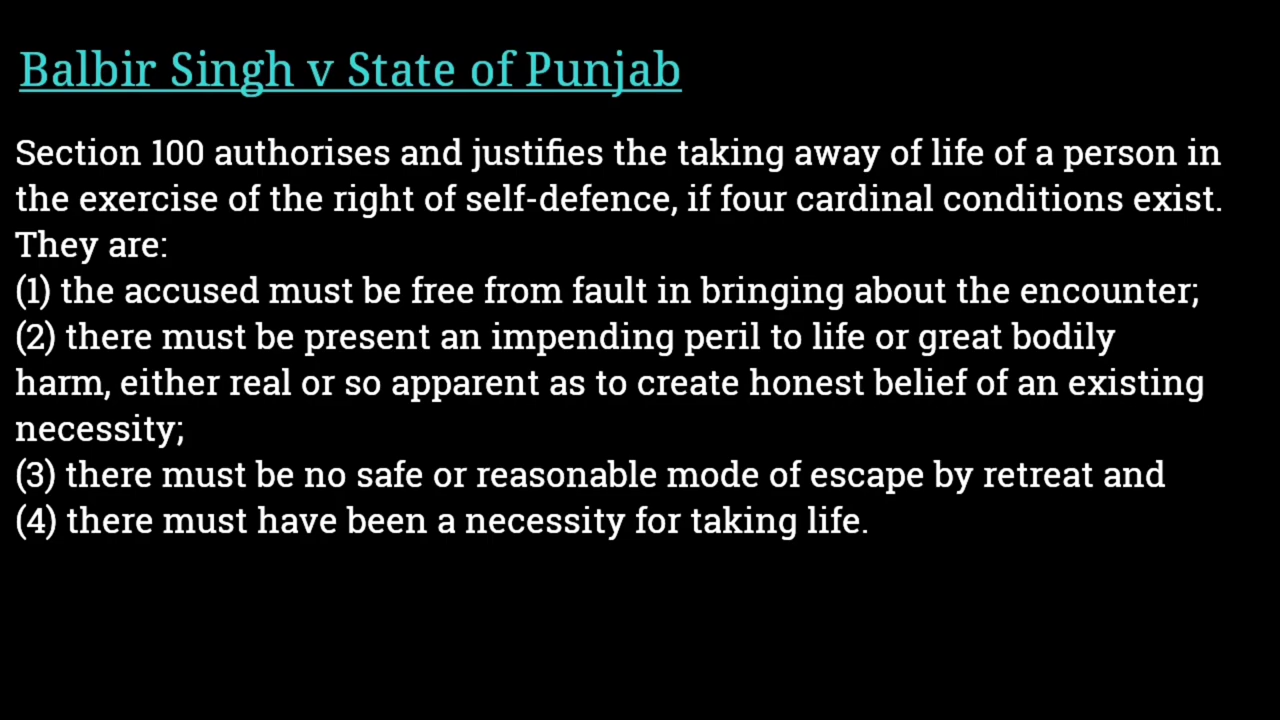 Balbir Singh v State of Punjab
Section 100 authorises and justifies the taking away of life of a person in
the exercise of the right of self-defence, if four cardinal conditions exist.
They are:
(1) the accused must be free from fault in bringing about the encounter;
(2) there must be present an impending peril to life or great bodily
harm, either real or so apparent as to create honest belief of an existing
necessity;
(3) there must be no safe or reasonable mode of escape by retreat and
(4) there must have been a necessity for taking life.